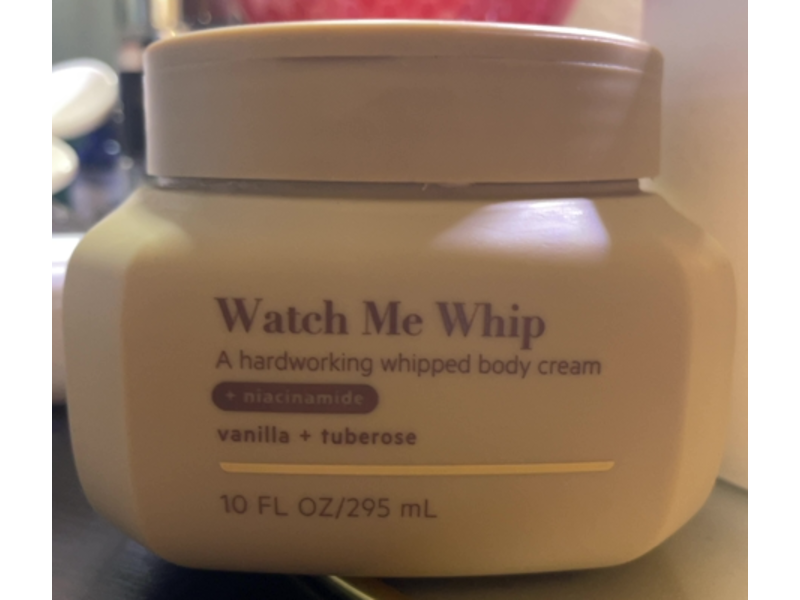 Watch Me Whip
A hardworking whipped body cream
+ niacinamide
vanilla + tuberose
10 FL OZ/295 mL